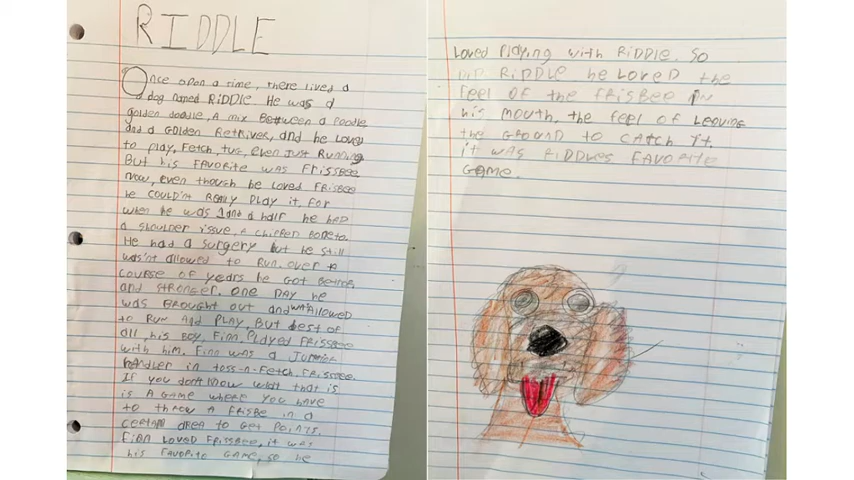 RIDDLE
Once open a time, there lived a
dog named RIDDLE. He was a
golden doodle, A mix Between a Poodle
and a GOLDEN Retriver, and he Loved
to play, Fetch, tug, even Just Running.
But his FAVORITE was FRISSBEE
Now, even though he loved FRISBEE
he COULDn't REALLY PLAY it, For
when he was 1 and a half he had
a shoulder issue, A chipped bone to.
He had a surgery but he still
wasn't allowed to Run. over A
course of years he got Better
and stronger. One DAY he
was BROUGHT out and was Allowed
to Run And PLAY, But best of
all, his Boy, Finn, PLAYED FRISSBEE
with him. Finn was a Junior
handler in toss-n-Fetch, FRISSBEE.
If you don't know what that is
is A game where you have
to throw A FRISBE in a
certain area to get points.
Finn LOVED FRISSBEE, it was
his FAVORITE GAME, so he
Loved playing with RIDDLE. So
RIDDLE he LOVED the
feel of the FRISBEE IN
his mouth, the feel of LEAVING
the GROUND to CATCH it.
it was RIDDLES FAVORITE
Game.